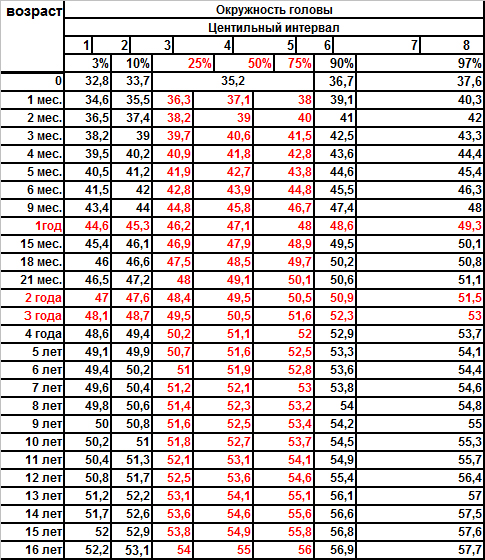 возраст Окружность головы
Центильный интервал
1 2 3 4 5 6 7 8
3% 10% 25% 50% 75% 90% 97%
0 32,8 33,7 35,2 36,7 37,6
1 мес. 34,6 35,5 36,3 37,1 38 39,1 40,3
2 мес. 36,5 37,4 38,2 39 40 41 42
3 мес. 38,2 39 39,7 40,6 41,5 42,5 43,3
4 мес. 39,5 40,2 40,9 41,8 42,8 43,6 44,4
5 мес. 40,5 41,2 41,9 42,7 43,8 44,6 45,4
6 мес. 41,5 42 42,8 43,9 44,8 45,5 46,3
9 мес. 43,4 44 44,8 45,8 46,7 47,4 48
1год 44,6 45,3 46,2 47,1 48 48,6 49,3
15 мес. 45,4 46,1 46,9 47,9 48,9 49,5 50,1
18 мес. 46 46,6 47,5 48,5 49,7 50,2 50,8
21 мес. 46,5 47,2 48 49,1 50,1 50,6 51,1
2 года 47 47,6 48,4 49,5 50,5 50,9 51,5
3 года 48,1 48,7 49,5 50,5 51,6 52,3 53
4 года 48,6 49,4 50,2 51,1 52 52,9 53,7
5 лет 49,1 49,9 50,7 51,6 52,5 53,3 54,1
6 лет 49,4 50,2 51 51,9 52,8 53,6 54,4
7 лет 49,6 50,4 51,2 52,1 53 53,8 54,6
8 лет 49,8 50,6 51,4 52,3 53,2 54 54,8
9 лет 50 50,8 51,6 52,5 53,4 54,2 55
10 лет 50,2 51 51,8 52,7 53,7 54,5 55,3
11 лет 50,4 51,3 52,1 53,1 54,1 54,9 55,7
12 лет 50,8 51,7 52,5 53,6 54,6 55,4 56,4
13 лет 51,2 52,2 53,1 54,1 55,1 56,1 57
14 лет 51,7 52,6 53,6 54,6 55,6 56,6 57,5
15 лет 52 52,9 53,8 54,9 55,8 56,8 57,6
16 лет 52,2 53,1 54 55 56 56,9 57,7